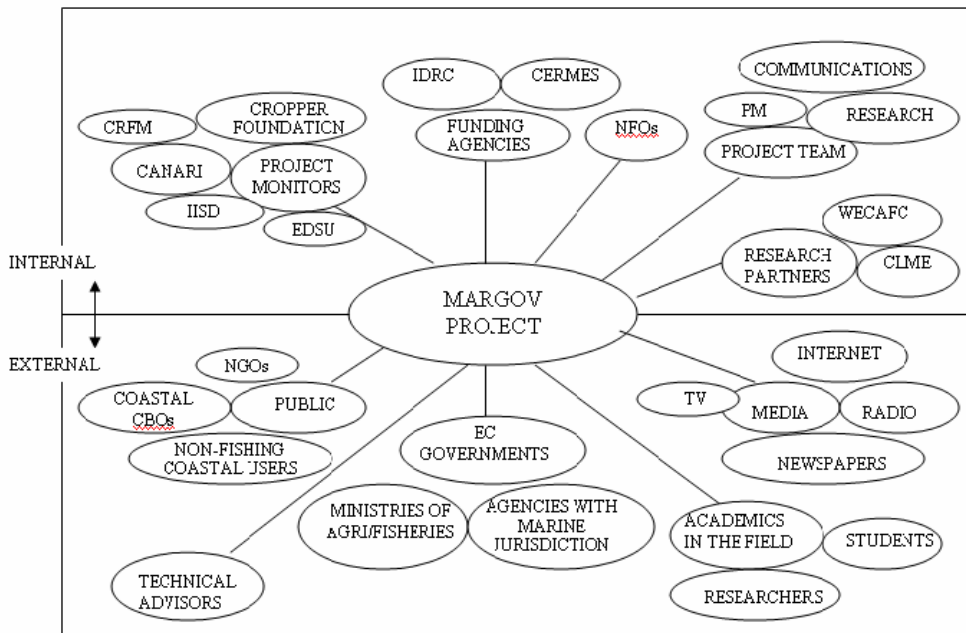 IDRC
CERMES
FUNDING
AGENCIES
NFOs
COMMUNICATIONS
PM
RESEARCH
PROJECT TEAM
CRFM
CROPPER
FOUNDATION
CANARI
PROJECT
MONITORS
IISD
EDSU
WECAFC
RESEARCH
PARTNERS
CLME
INTERNAL
MARGOV
PROJECT
EXTERNAL
NGOs
COASTAL
CBOs
PUBLIC
NON-FISHING
COASTAL USERS
EC
GOVERNMENTS
MINISTRIES OF
AGRI/FISHERIES
AGENCIES WITH
MARINE
JURISDICTION
TECHNICAL
ADVISORS
INTERNET
TV
MEDIA
RADIO
NEWSPAPERS
ACADEMICS
IN THE FIELD
STUDENTS
RESEARCHERS